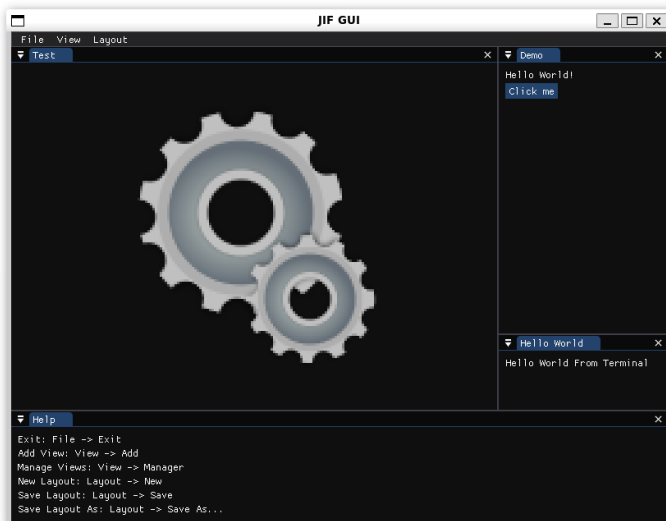 JIF GUI
File View Layout
Test
Demo
Hello World!
Click me
Hello World
Hello World From Terminal
Help
Exit: File -> Exit
Add View: View -> Add
Manage Views: View -> Manager
New Layout: Layout -> New
Save Layout: Layout -> Save
Save Layout As: Layout -> Save As...